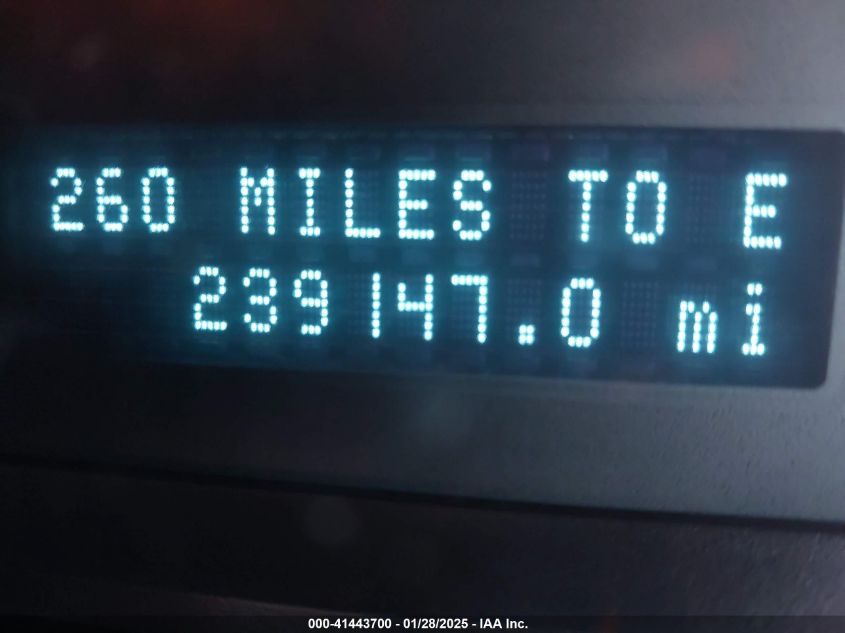 260 MILES TO E
239147.0 mi
000-41443700 - 01/28/2025 - IAA Inc.